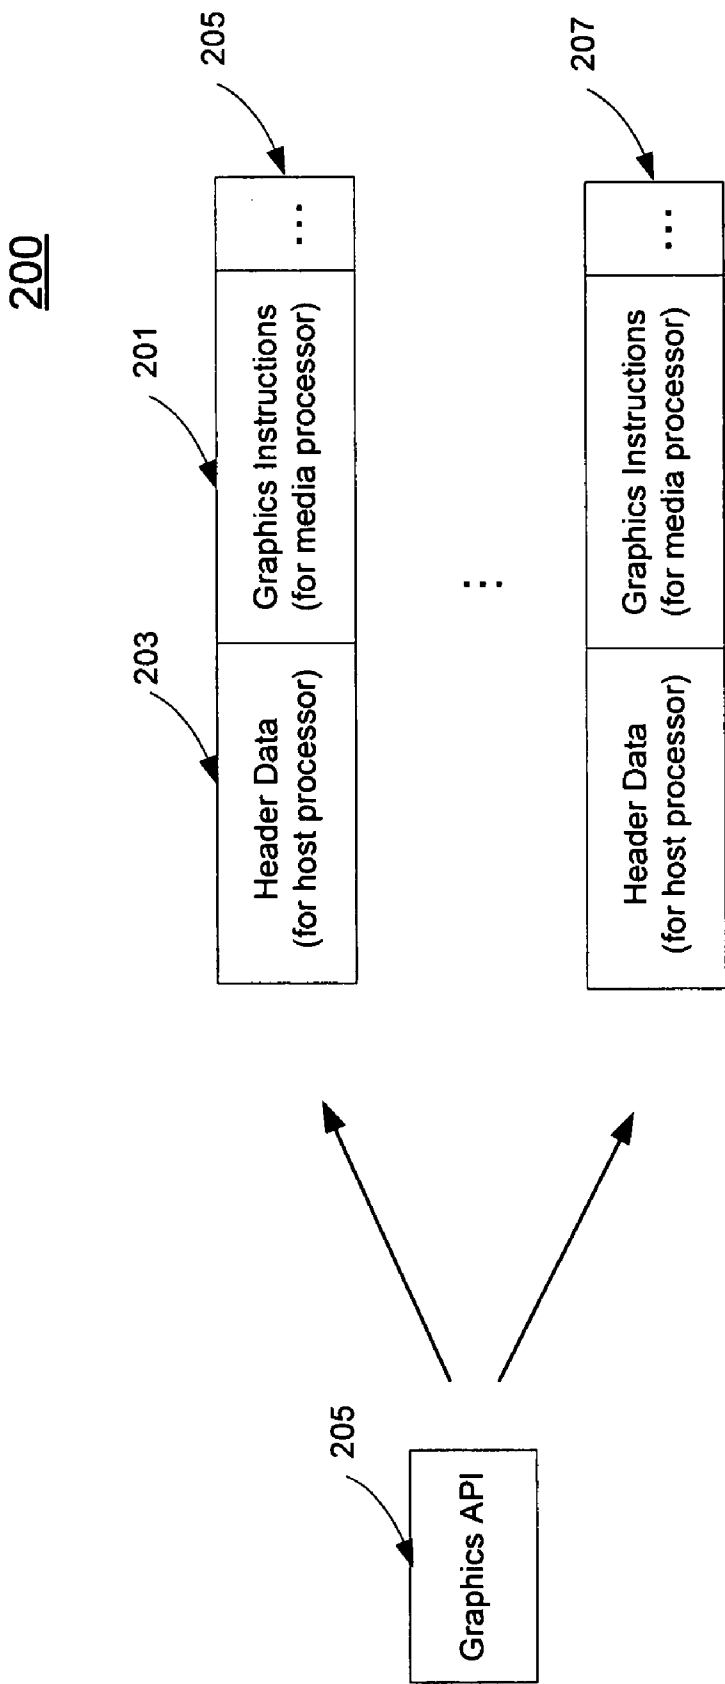 200
205
Graphics API
203
201
205
Header Data
(for host processor)
Graphics Instructions
(for media processor)
...
...
207
Header Data
(for host processor)
Graphics Instructions
(for media processor)
...